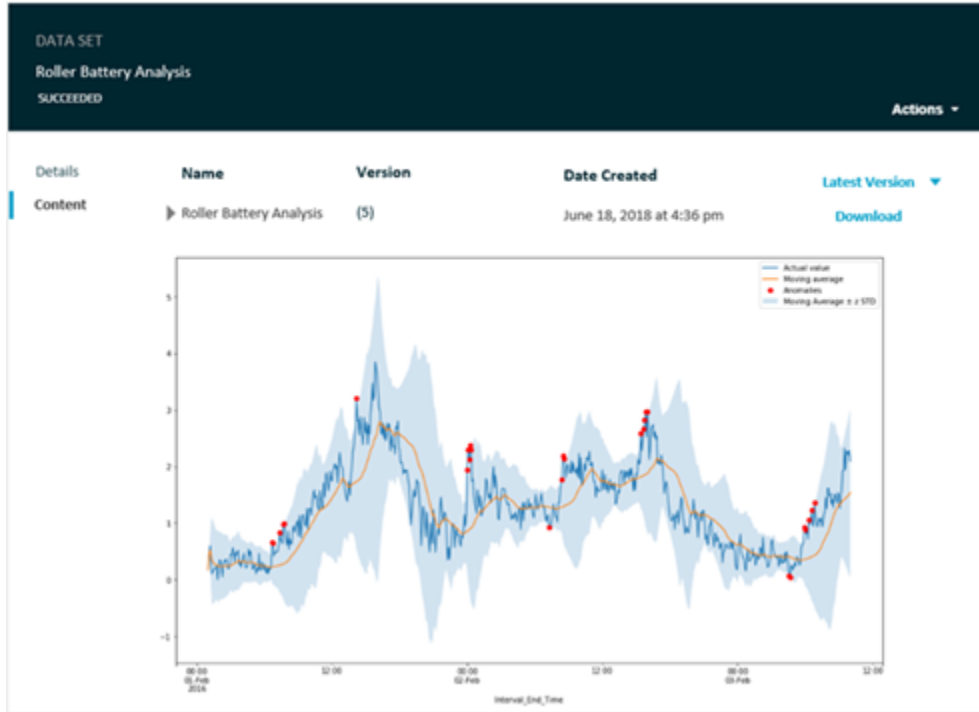 DATA SET
Roller Battery Analysis
SUCCEEDED
Actions
Details
Name
Version
Date Created
Latest Version
Content
Roller Battery Analysis
(5)
June 18, 2018 at 4:36 pm
Download
Actual value
Moving average
Anomalies
Moving Average ± z STD
5
4
3
2
1
0
−1
00:00
01-Feb
2016
12:00
00:00
02-Feb
12:00
00:00
03-Feb
12:00
Interval_End_Time